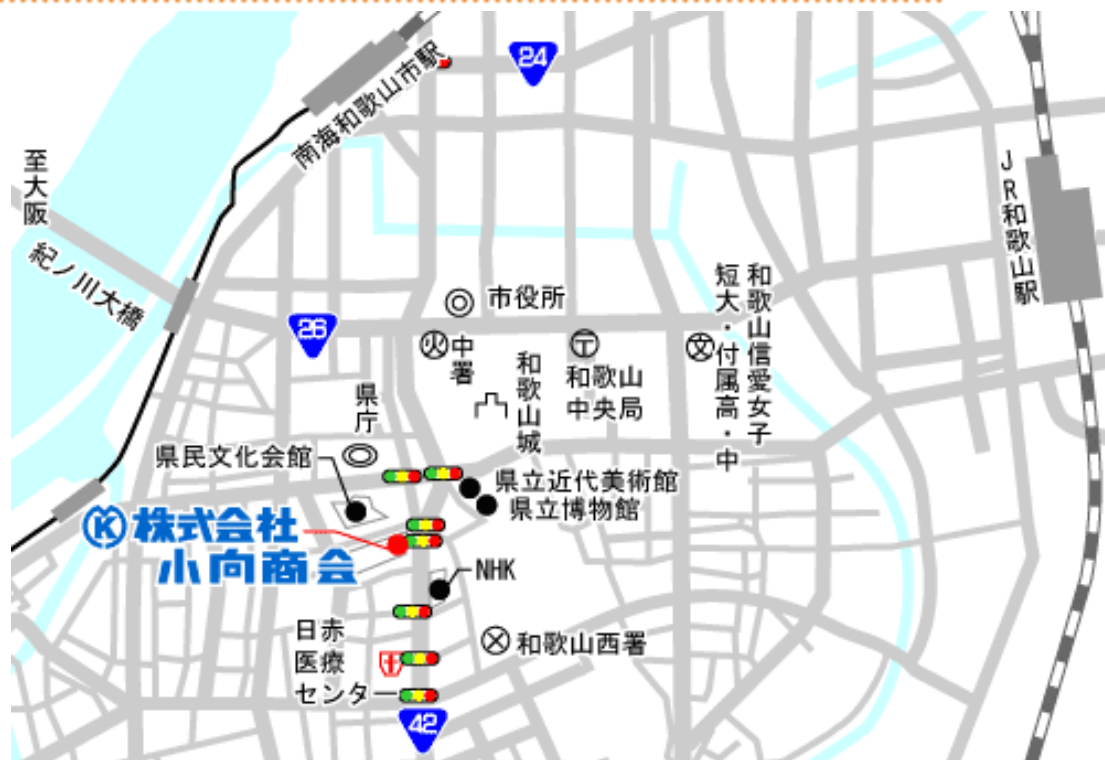 24
南海和歌山市駅
至大阪
紀ノ川大橋
JR和歌山駅
市役所
26
火
中署
〒
和歌山
中央局
文
和歌山信愛女子
短大・付属高・中
和歌山城
県庁
県民文化会館
県立近代美術館
県立博物館
K 株式会社
小向商会
NHK
和歌山西署
日赤
医療
センター
42